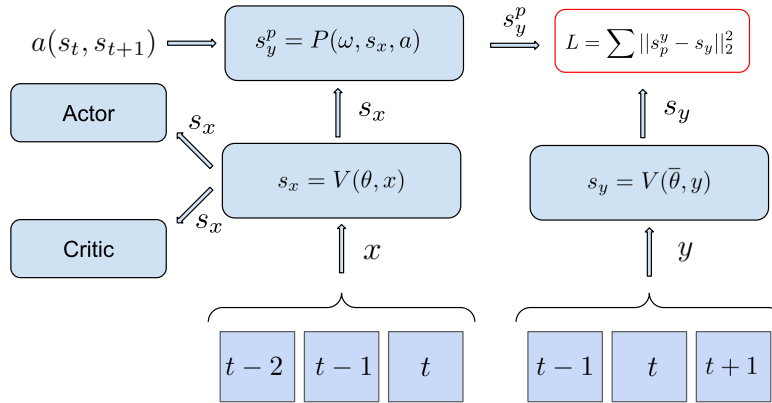 a(s_t, s_{t+1})
s_y^p = P(ω, s_x, a)
s_y^p
L = ∑ ||s_p^y − s_y||_2^2
Actor
s_x
s_x
s_y
s_x = V(θ, x)
s_y = V(θ̅, y)
s_x
Critic
x
y
t − 2
t − 1
t
t − 1
t
t + 1